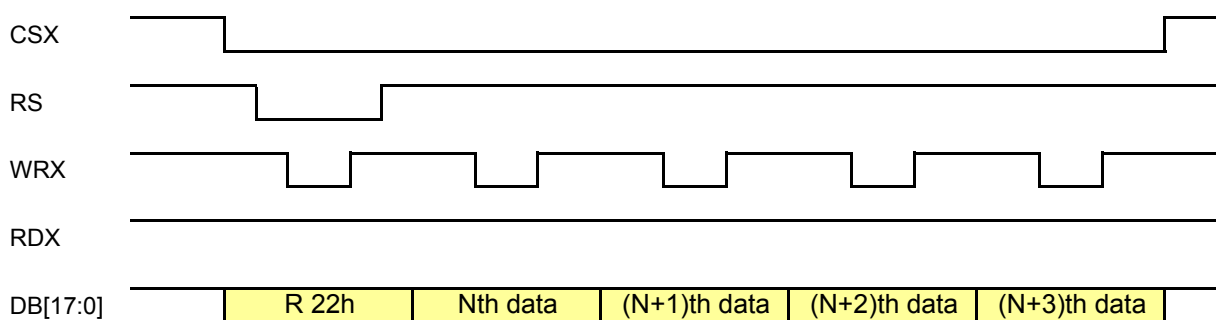 CSX
RS
WRX
RDX
DB[17:0] R 22h Nth data (N+1)th data (N+2)th data (N+3)th data